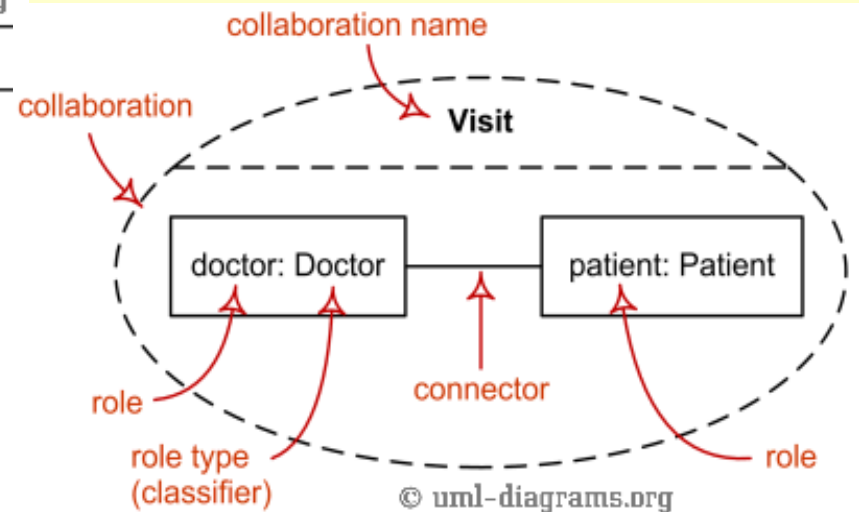 collaboration name
collaboration
Visit
doctor: Doctor
patient: Patient
role
connector
role type
(classifier)
role
© uml-diagrams.org